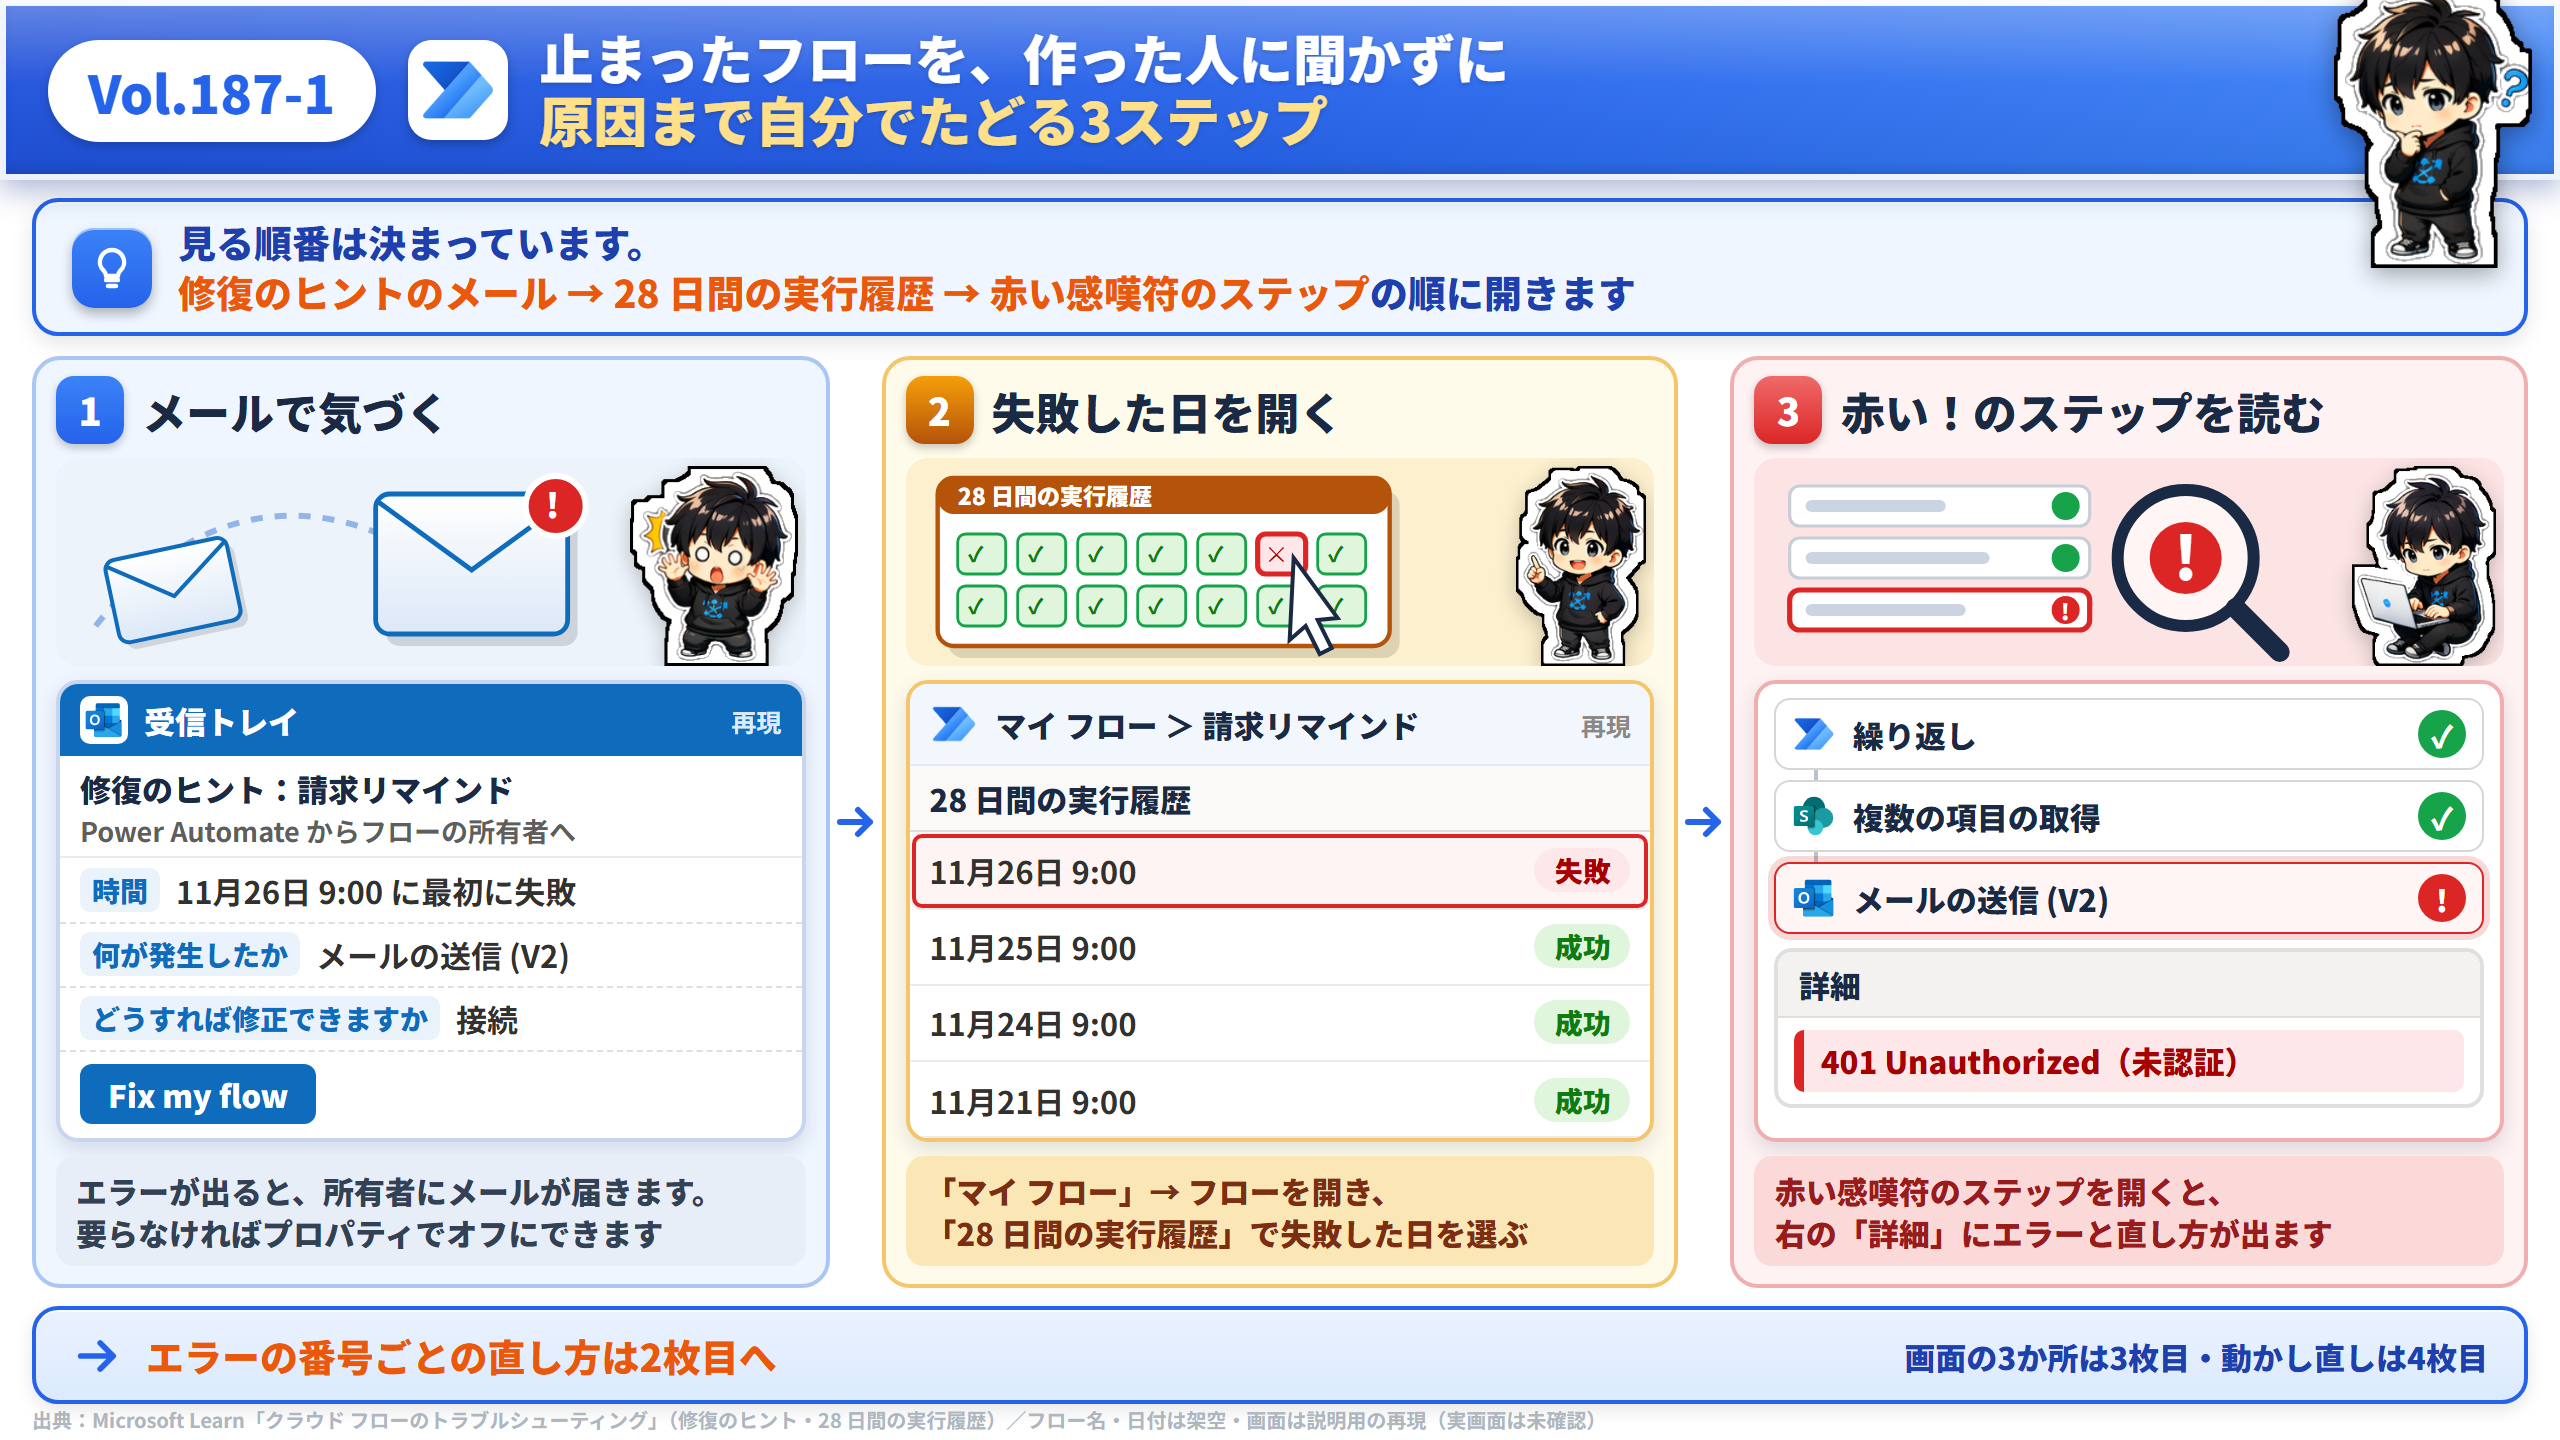 Vol.187-1
止まったフローを、作った人に聞かずに
原因まで自分でたどる3ステップ
?
見る順番は決まっています。
修復のヒントのメール → 28 日間の実行履歴 → 赤い感嘆符のステップの順に開きます
1 メールで気づく
!
受信トレイ 再現
修復のヒント：請求リマインド
Power Automate からフローの所有者へ
時間 11月26日 9:00 に最初に失敗
何が発生したか メールの送信 (V2)
どうすれば修正できますか 接続
Fix my flow
エラーが出ると、所有者にメールが届きます。
要らなければプロパティでオフにできます
2 失敗した日を開く
28 日間の実行履歴
マイ フロー ＞ 請求リマインド 再現
28 日間の実行履歴
11月26日 9:00 失敗
11月25日 9:00 成功
11月24日 9:00 成功
11月21日 9:00 成功
「マイ フロー」→ フローを開き、
「28 日間の実行履歴」で失敗した日を選ぶ
3 赤い！のステップを読む
!
!
繰り返し
S 複数の項目の取得
O メールの送信 (V2) !
詳細
401 Unauthorized（未認証）
赤い感嘆符のステップを開くと、
右の「詳細」にエラーと直し方が出ます
→ エラーの番号ごとの直し方は2枚目へ
画面の3か所は3枚目・動かし直しは4枚目
出典：Microsoft Learn「クラウド フローのトラブルシューティング」（修復のヒント・28 日間の実行履歴）／フロー名・日付は架空・画面は説明用の再現（実画面は未確認）